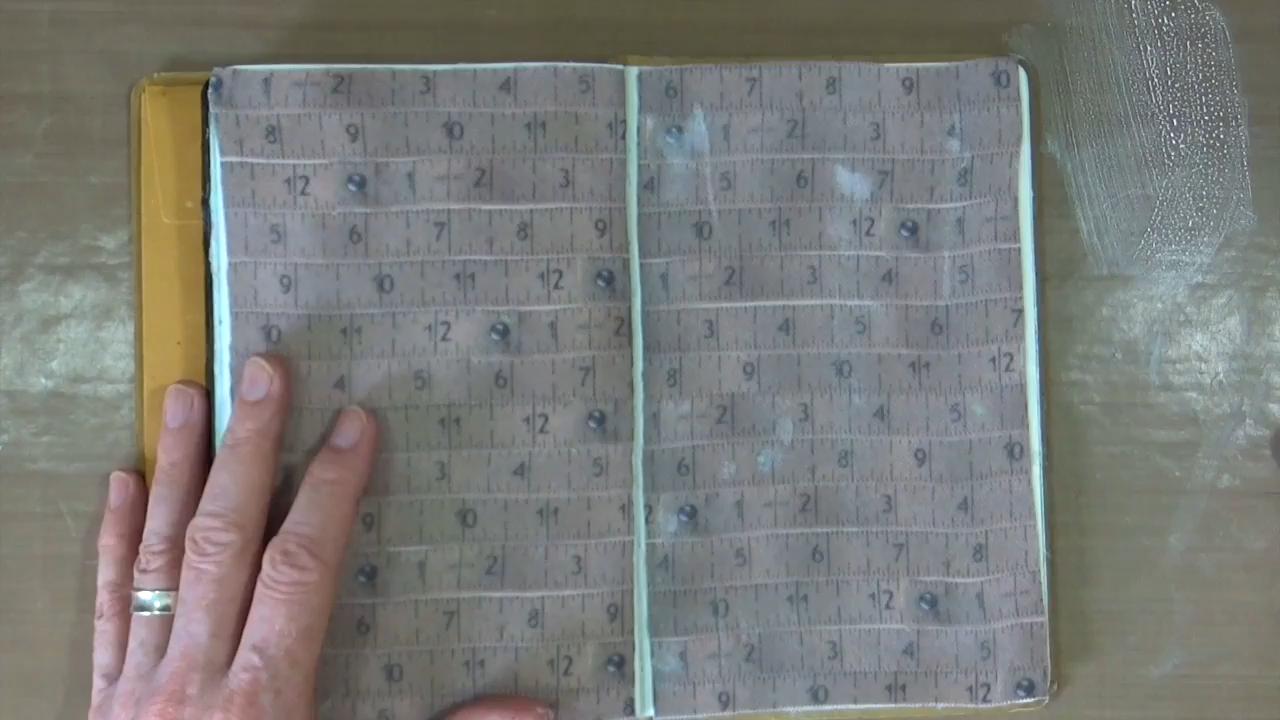 1 2 3 4 5 6 7 8 9 10
8 9 10 11 12 1 2 3 4
12 1 2 3 4 5 6 7 8
5 6 7 8 9 10 11 12 1
9 10 11 12 1 2 3 4 5
10 11 12 1 2 3 4 5 6 7
4 5 6 7 8 9 10 11 12
11 12 1 2 3 4 5
3 4 5 6 8 9 10
9 10 11 12 1 2 3 4
1 2 3 4 5 6 7 8
6 7 8 9 10 11 12 1
10 11 12 1 2 3 4 5
8 9 10 11 12